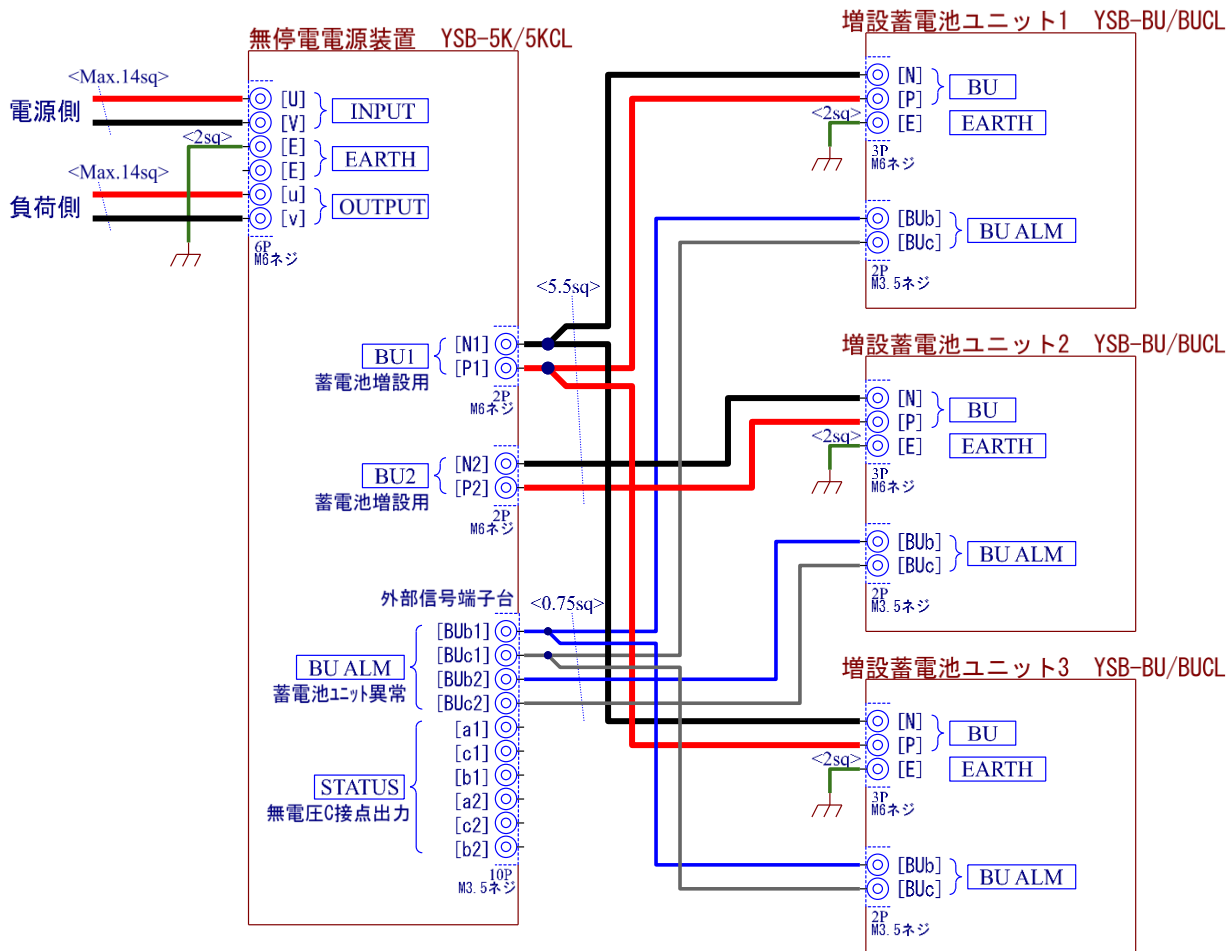 無停電電源装置 YSB-5K/5KCL
<Max.14sq>
電源側
[U]
[V]
INPUT
<2sq>
[E]
[E]
EARTH
<Max.14sq>
負荷側
[u]
[v]
OUTPUT
6P
M6ネジ
<5.5sq>
BU1
蓄電池増設用
[N1]
[P1]
2P
M6ネジ
BU2
蓄電池増設用
[N2]
[P2]
2P
M6ネジ
外部信号端子台
<0.75sq>
BU ALM
蓄電池ユニット異常
[BUb1]
[BUc1]
[BUb2]
[BUc2]
STATUS
無電圧C接点出力
[a1]
[c1]
[b1]
[a2]
[c2]
[b2]
10P
M3.5ネジ
増設蓄電池ユニット1 YSB-BU/BUCL
[N]
[P]
BU
<2sq>
[E]
EARTH
3P
M6ネジ
[BUb]
[BUc]
BU ALM
2P
M3.5ネジ
増設蓄電池ユニット2 YSB-BU/BUCL
[N]
[P]
BU
<2sq>
[E]
EARTH
3P
M6ネジ
[BUb]
[BUc]
BU ALM
2P
M3.5ネジ
増設蓄電池ユニット3 YSB-BU/BUCL
[N]
[P]
BU
<2sq>
[E]
EARTH
3P
M6ネジ
[BUb]
[BUc]
BU ALM
2P
M3.5ネジ